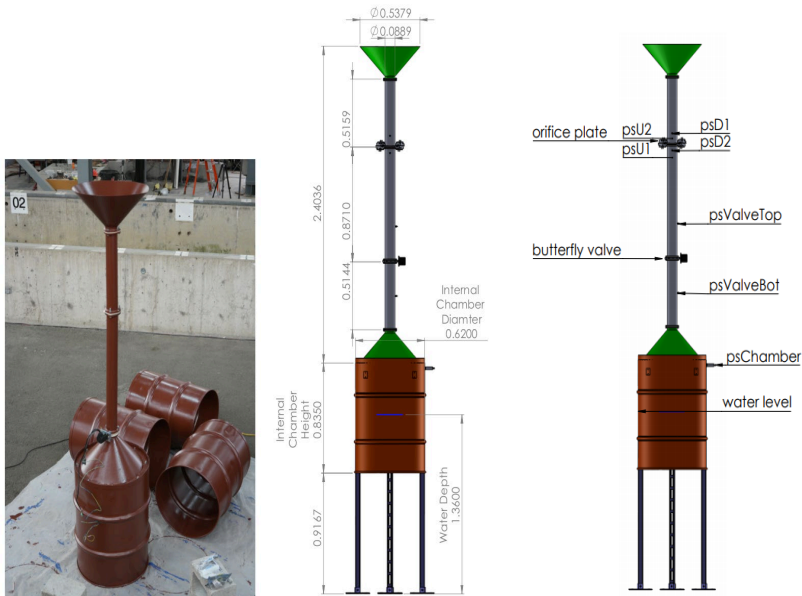 02
Ø0.5379
Ø0.0889
0.5159
2.4036
0.8710
0.5144
Internal
Chamber
Diamter
0.6200
Internal
Chamber
Height
0.8350
Water Depth
1.3600
0.9167
orifice plate
psU2
psD1
psU1
psD2
psValveTop
butterfly valve
psValveBot
psChamber
water level